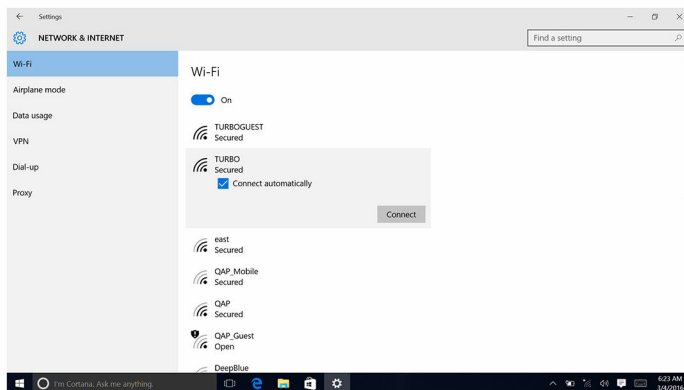 Settings
NETWORK & INTERNET
Find a setting
Wi-Fi
Airplane mode
Data usage
VPN
Dial-up
Proxy
Wi-Fi
On
TURBOGUEST
Secured
TURBO
Secured
Connect automatically
Connect
east
Secured
QAP_Mobile
Secured
QAP
Secured
QAP_Guest
Open
DeepBlue
I'm Cortana. Ask me anything.
6:23 AM
3/4/2016